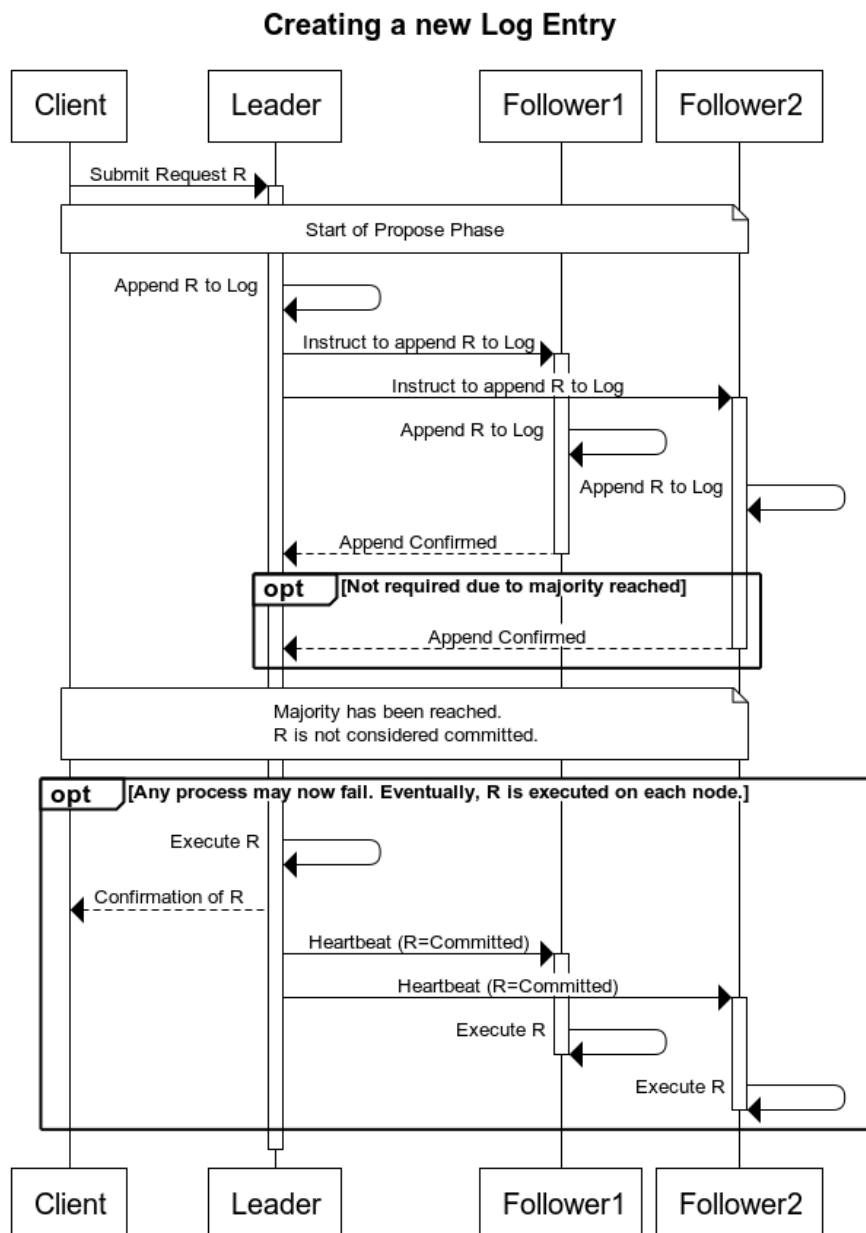 Creating a new Log Entry
Client
Leader
Follower1
Follower2
Submit Request R
Start of Propose Phase
Append R to Log
Instruct to append R to Log
Instruct to append R to Log
Append R to Log
Append R to Log
Append Confirmed
opt
[Not required due to majority reached]
Append Confirmed
Majority has been reached.
R is not considered committed.
opt
[Any process may now fail. Eventually, R is executed on each node.]
Execute R
Confirmation of R
Heartbeat (R=Committed)
Heartbeat (R=Committed)
Execute R
Execute R
Client
Leader
Follower1
Follower2